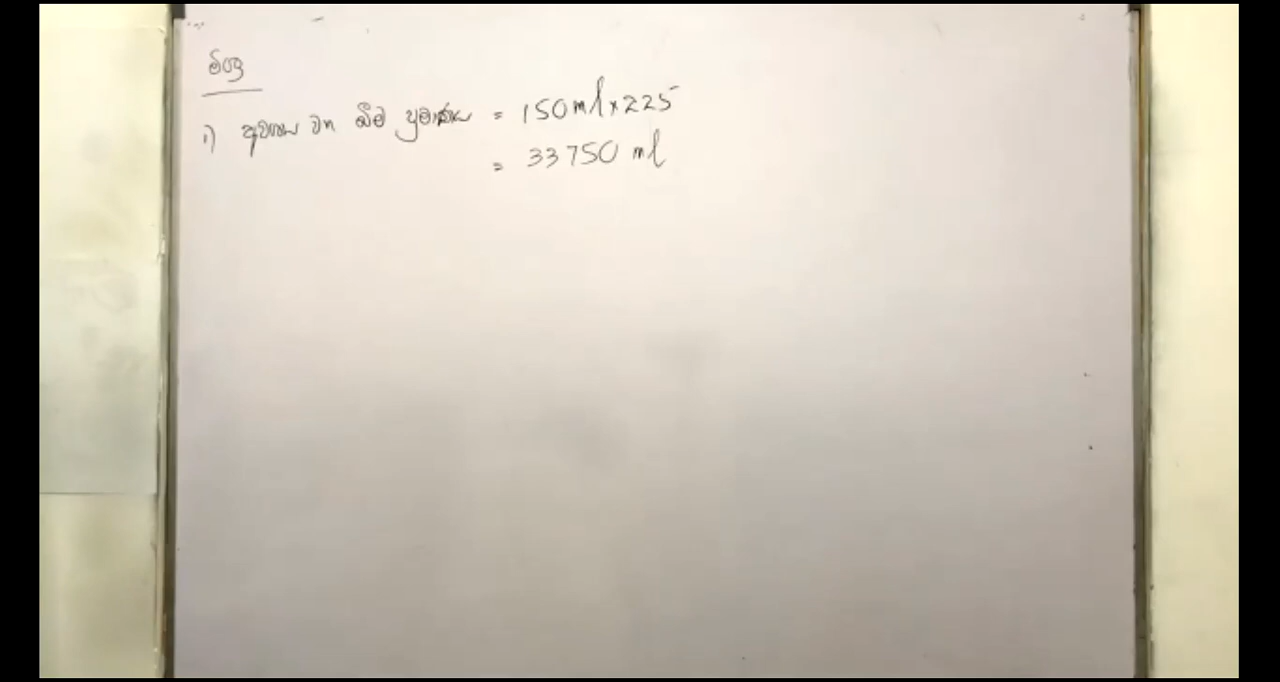 මිශ්‍ර
i) අවශ්‍ය වන බීම ප්‍රමාණය = 150ml × 225
= 33750 ml